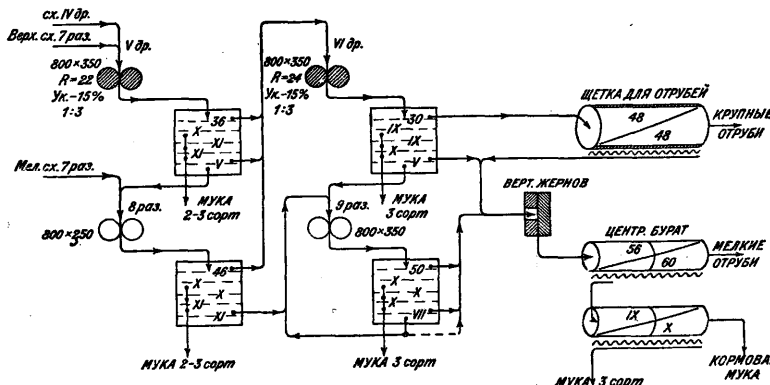 сх. IV др.
Верх. сх. 7 раз.
V др.
800×350
R=22
Ук.-15%
1:3
36
X
XI
XI
V
МУКА
2-3 сорт
Мел. сх. 7 раз.
8 раз.
800×250
46
X
X
XI
XI
МУКА 2-3 сорт
VI др.
800×350
R=24
Ук.-15%
1:3
30
IX
IX
X
V
МУКА
3 сорт
9 раз.
800×350
50
X
X
X
VII
МУКА 3 сорт
ЩЕТКА ДЛЯ ОТРУБЕЙ
48
48
КРУПНЫЕ
ОТРУБИ
ВЕРТ. ЖЕРНОВ
ЦЕНТР. БУРАТ
56
60
МЕЛКИЕ
ОТРУБИ
IX
X
МУКА 3 сорт
КОРМОВАЯ
МУКА